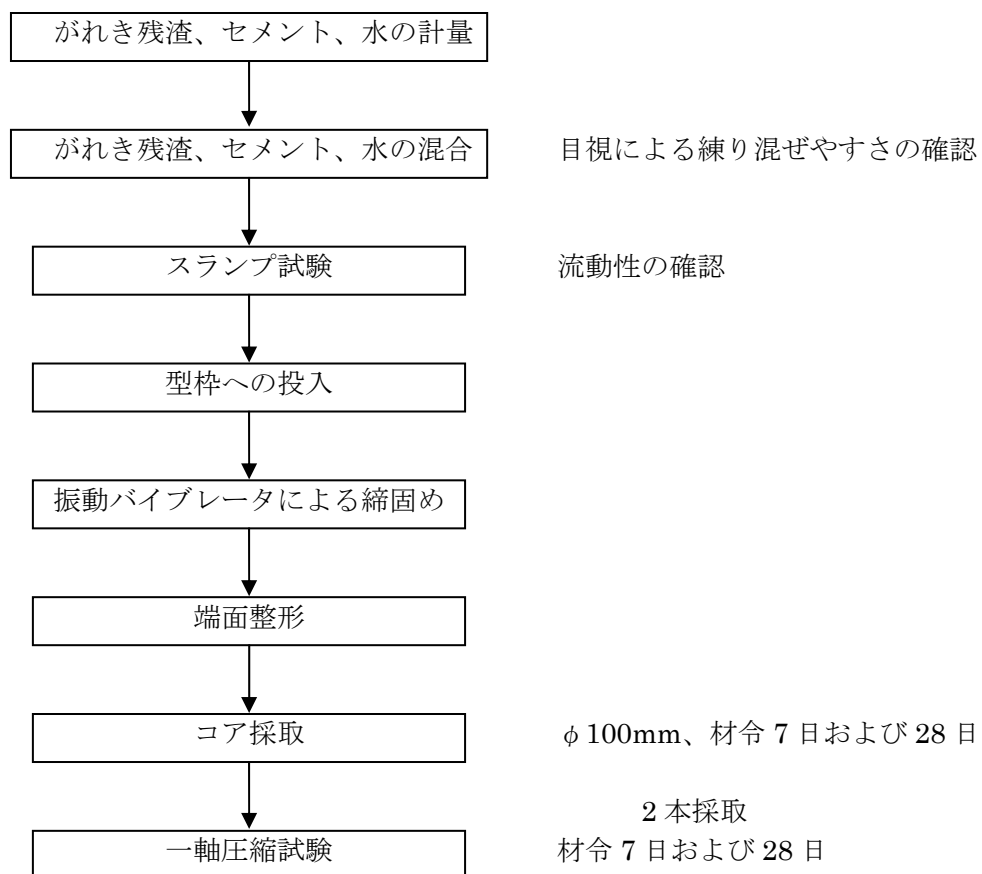 がれき残渣、セメント、水の計量
がれき残渣、セメント、水の混合
目視による練り混ぜやすさの確認
スランプ試験
流動性の確認
型枠への投入
振動バイブレータによる締固め
端面整形
コア採取
φ100mm、材令 7 日および 28 日
2 本採取
一軸圧縮試験
材令 7 日および 28 日